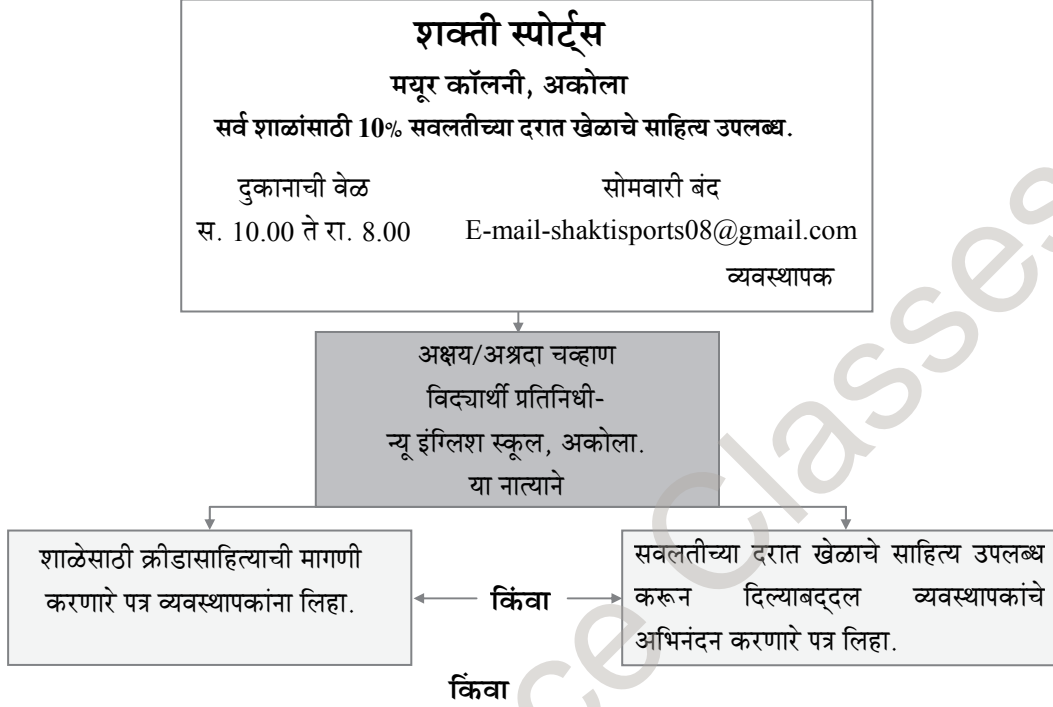 शक्ती स्पोर्ट्स
मयूर कॉलनी, अकोला
सर्व शाळांसाठी 10% सवलतीच्या दरात खेळाचे साहित्य उपलब्ध.
दुकानाची वेळ
स. 10.00 ते रा. 8.00
सोमवारी बंद
E-mail-shaktisports08@gmail.com
व्यवस्थापक
अक्षय/अश्रदा चव्हाण
विद्यार्थी प्रतिनिधी-
न्यू इंग्लिश स्कूल, अकोला.
या नात्याने
शाळेसाठी क्रीडासाहित्याची मागणी
करणारे पत्र व्यवस्थापकांना लिहा.
किंवा
सवलतीच्या दरात खेळाचे साहित्य उपलब्ध
करून दिल्याबद्दल व्यवस्थापकांचे
अभिनंदन करणारे पत्र लिहा.
किंवा
ce Classes